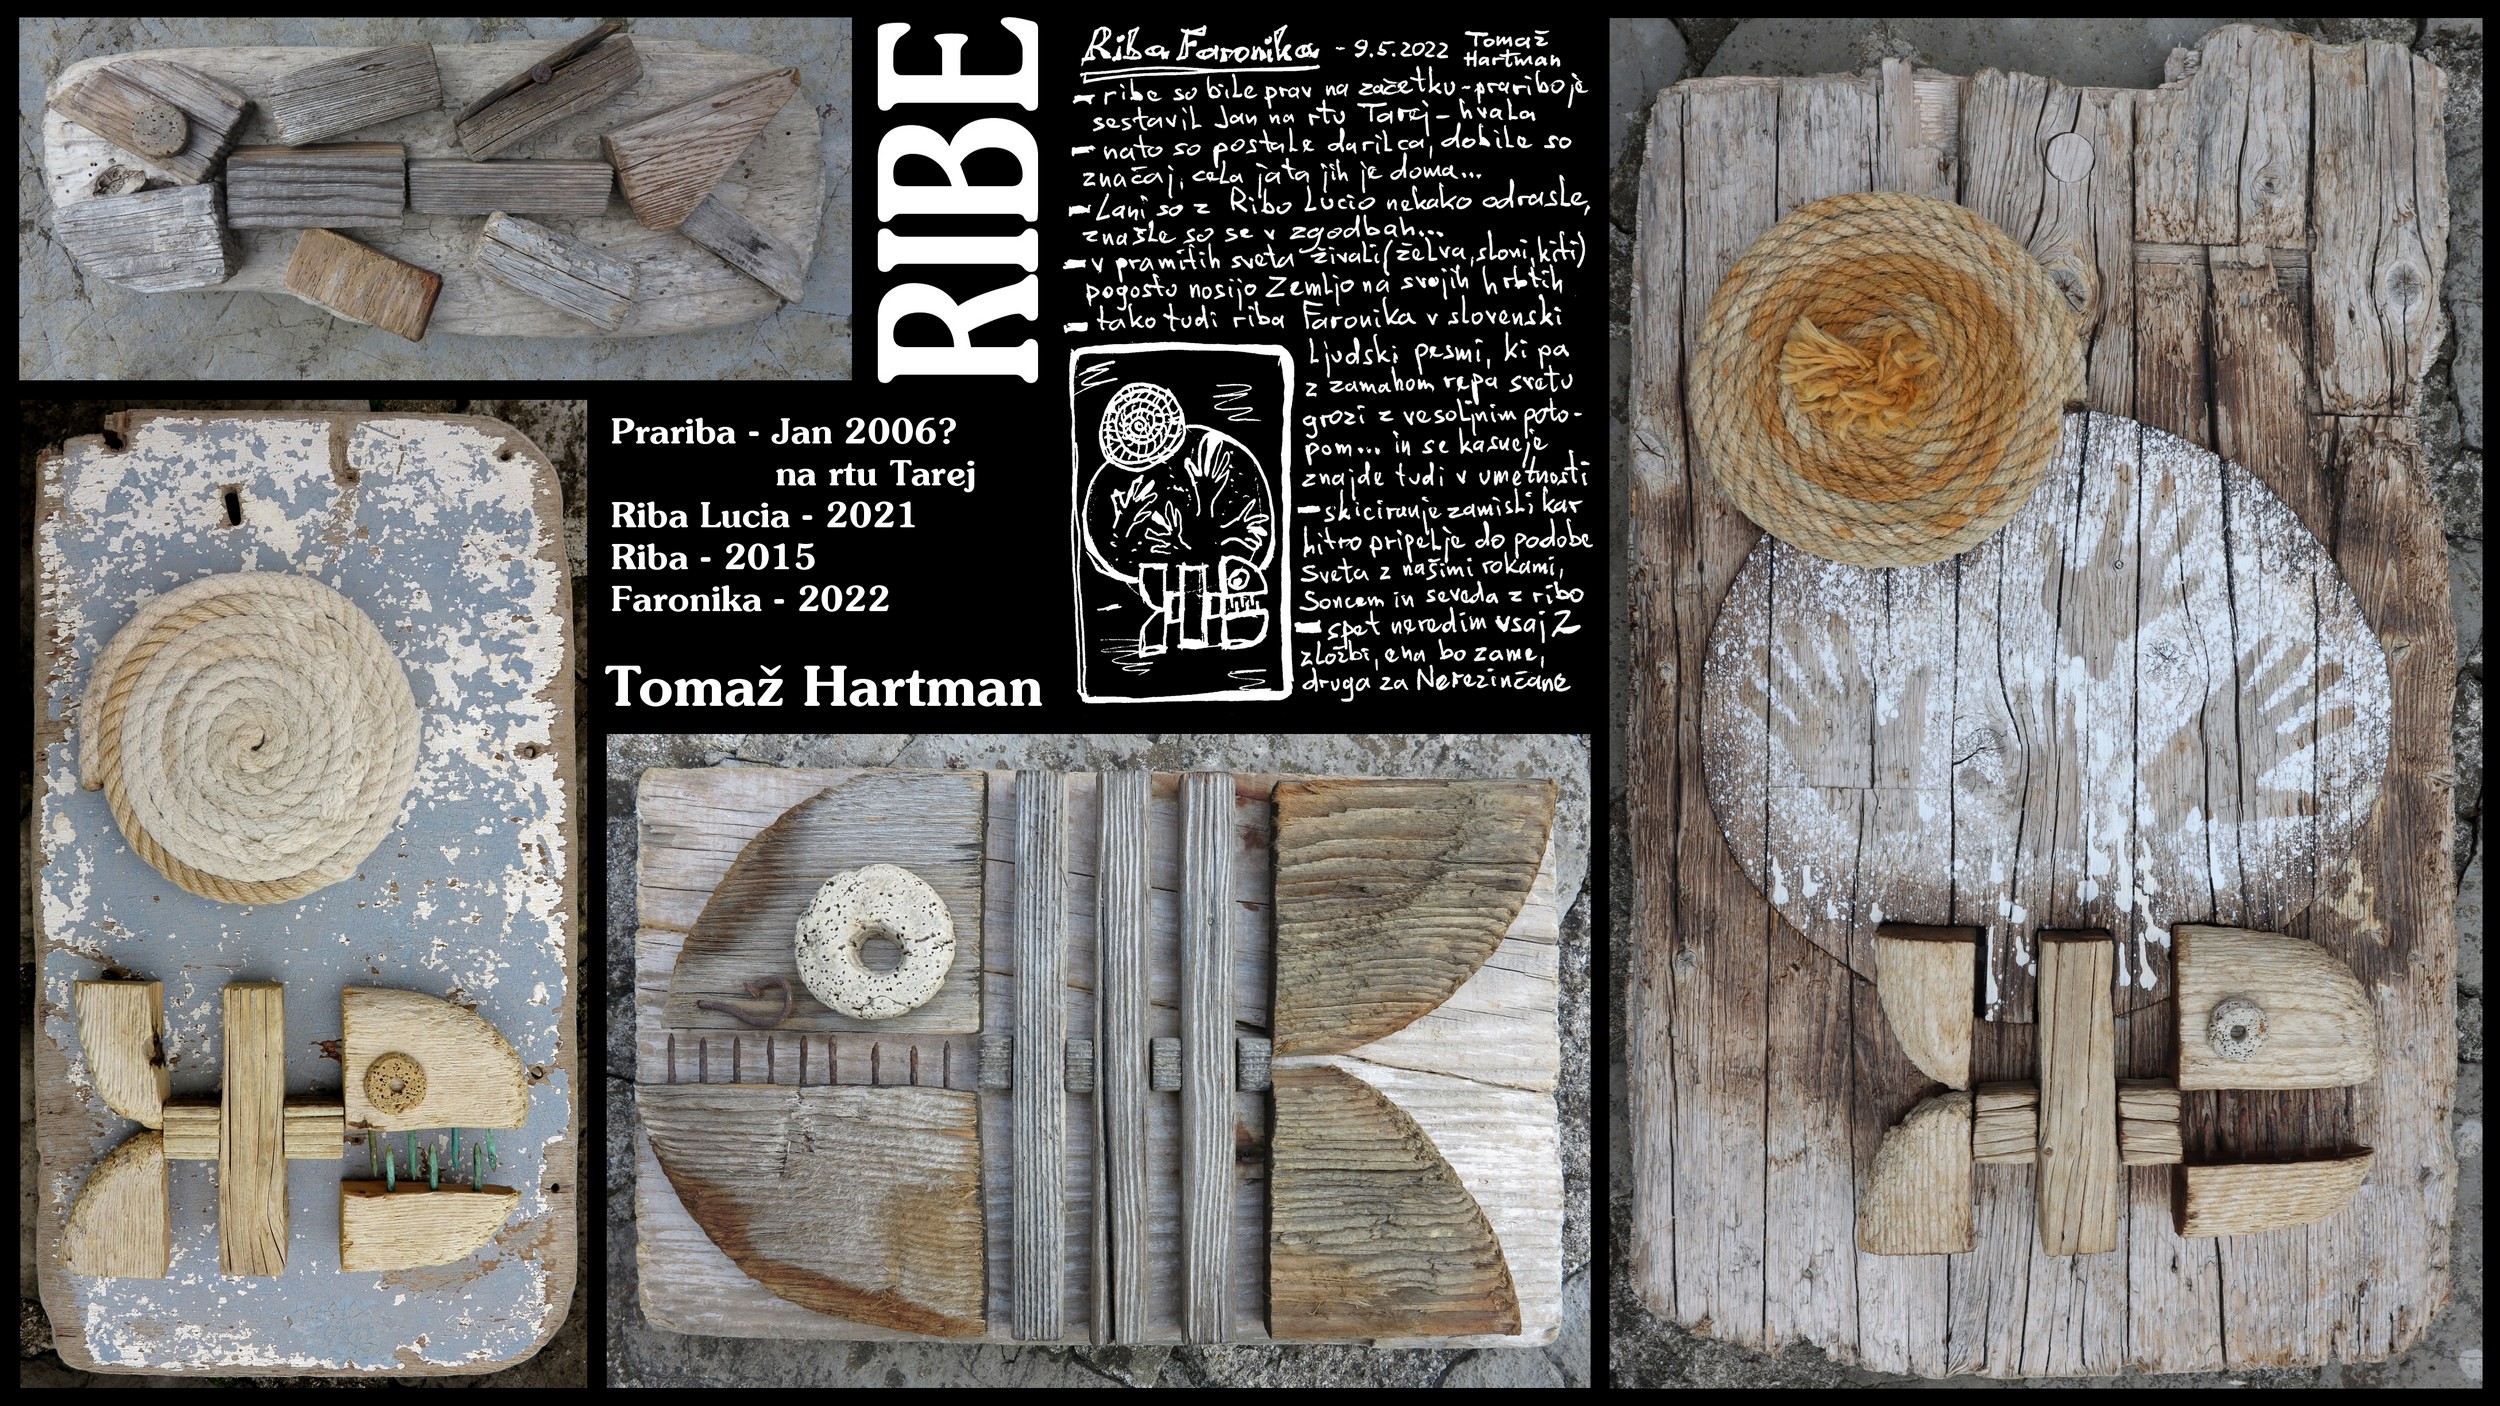 RIBE
Riba Faronika - 9.5.2022 Tomaž Hartman
- ribe so bile prav na začetku - praribo je
sestavil Jan na rtu Tarej - hvala
- nato so postale darilca, dobile so
značaj, cela jata jih je doma...
- Lani so z Ribo Lucio nekako odrasle,
znašle so se v zgodbah...
- v pramitih sveta živali (želva, sloni, kiti)
pogosto nosijo Zemljo na svojih hrbtih
- tako tudi riba Faronika v slovenski
ljudski pesmi, ki pa
z zamahom repa svetu
grozi z vesoljnim poto-
pom... in se kasneje
znajde tudi v umetnosti
- skiciranje zamisli kar
hitro pripelje do podobe
Sveta z našimi rokami,
Soncem in seveda z ribo
- spet naredim vsaj 2
zložbi, ena bo zame,
druga za Nerezinčane
Prariba - Jan 2006?
na rtu Tarej
Riba Lucia - 2021
Riba - 2015
Faronika - 2022
Tomaž Hartman